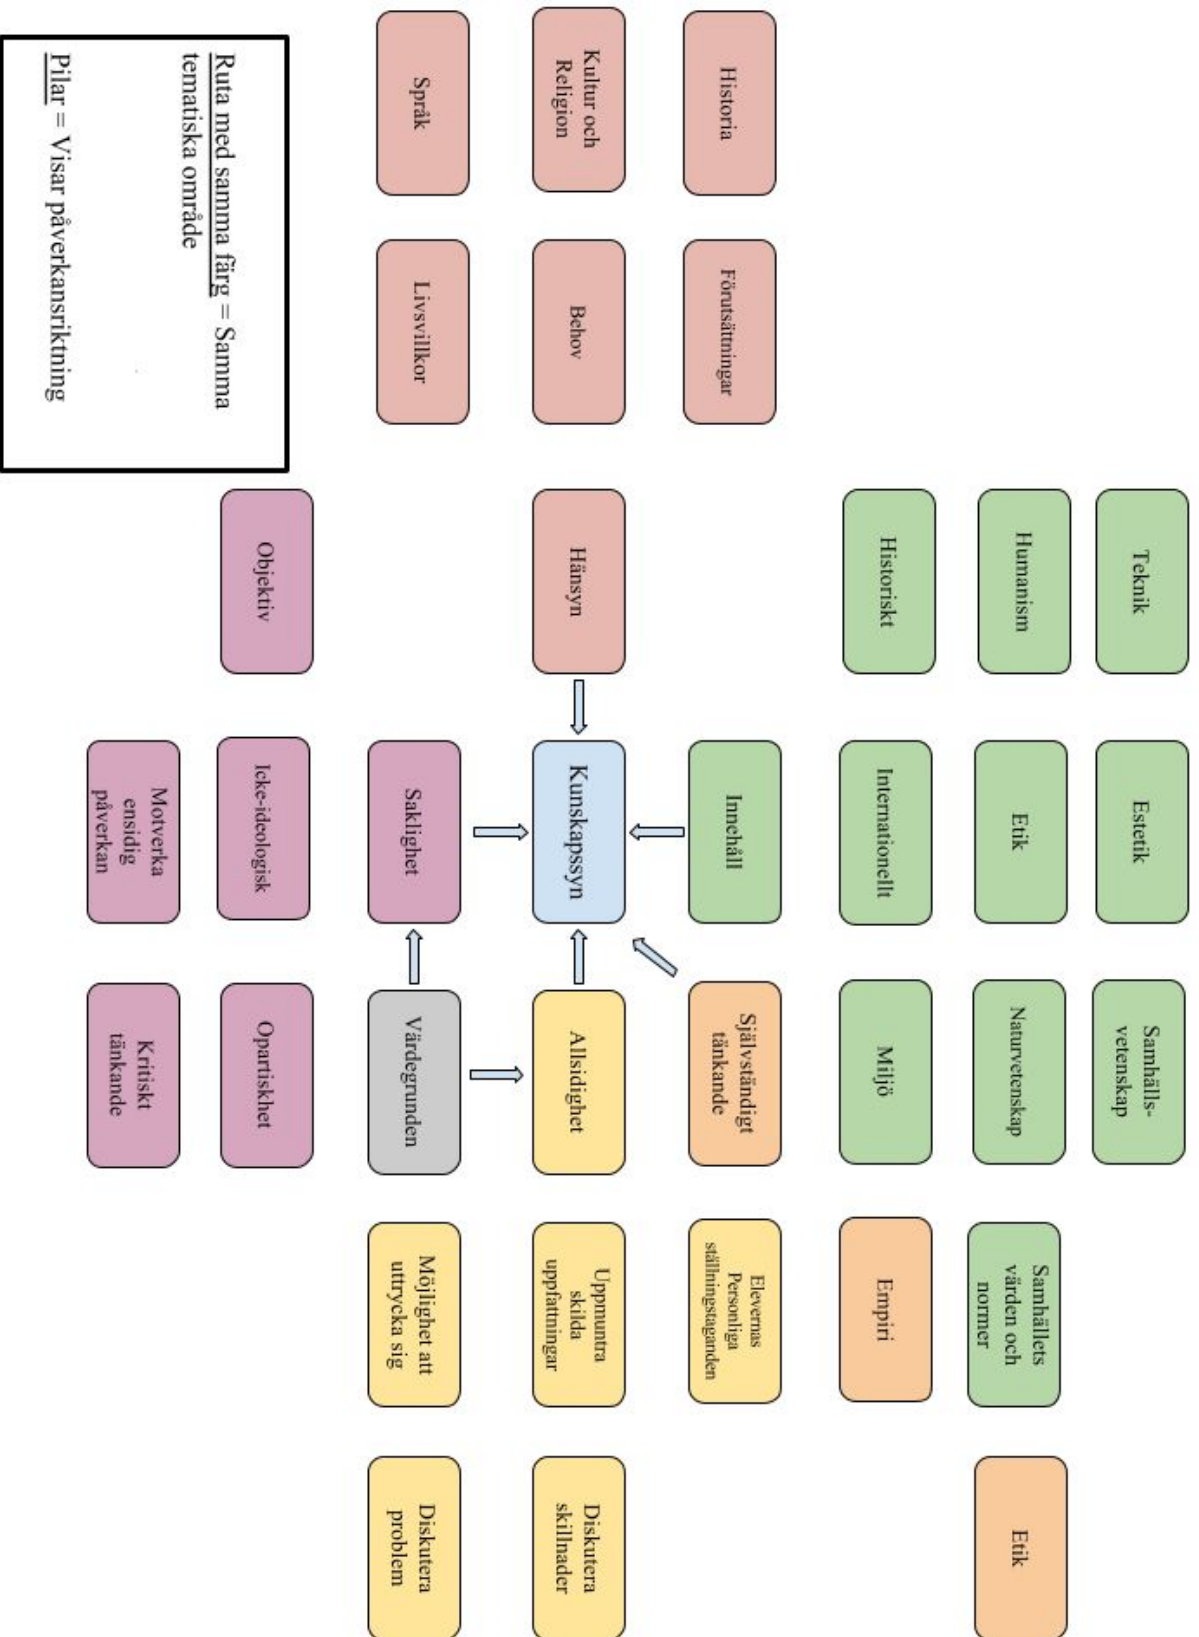 Teknik
Estetik
Samhälls-
vetenskap
Humanism
Etik
Naturvetenskap
Samhällets
värden och
normer
Etik
Historiskt
Internationellt
Miljö
Empiri
Historia
Förutsättningar
Innehåll
Självständigt
tänkande
Elevernas
Personliga
ställningstaganden
Kultur och
Religion
Behov
Hänsyn
Kunskapssyn
Allsidighet
Uppmuntra
skilda
uppfattningar
Diskutera
skillnader
Språk
Livsvillkor
Saklighet
Värdegrunden
Möjlighet att
uttrycka sig
Diskutera
problem
Objektiv
Icke-ideologisk
Opartiskhet
Motverka
ensidig
påverkan
Kritiskt
tänkande
Ruta med samma färg = Samma
tematiska område
Pilar = Visar påverkansriktning